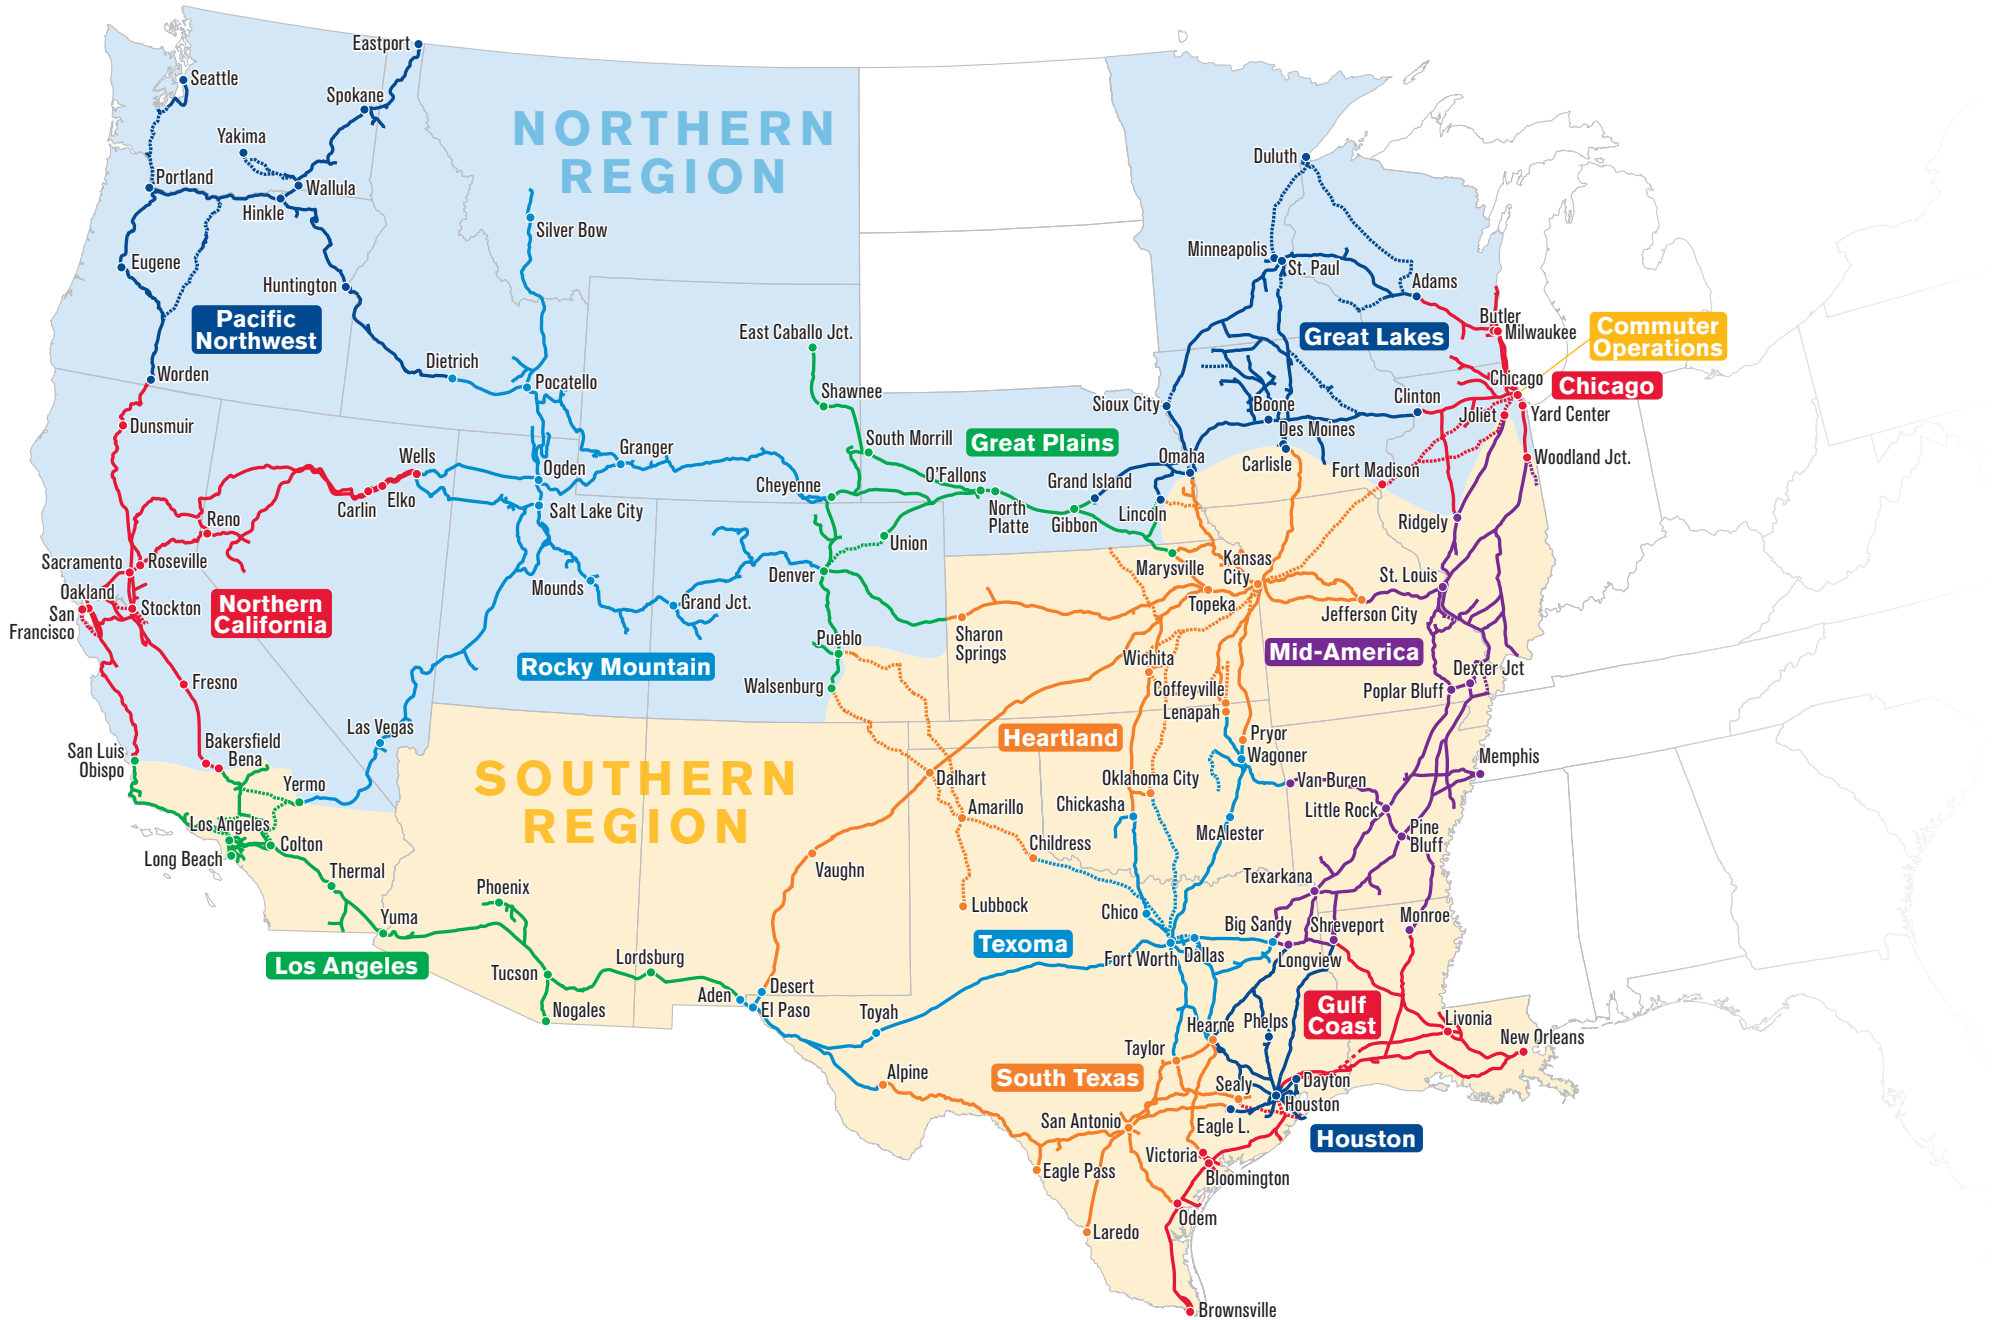 Eastport
Seattle
Spokane
Yakima
Portland
Wallula
Hinkle
NORTHERN
REGION
Silver Bow
Eugene
Huntington
Pacific
Northwest
Dietrich
Pocatello
Worden
Dunsmuir
East Caballo Jct.
Shawnee
South Morrill
Great Plains
Duluth
Minneapolis
St. Paul
Adams
Butler
Milwaukee
Great Lakes
Commuter
Operations
Chicago
Chicago
Clinton
Joliet
Yard Center
Woodland Jct.
Sioux City
Boone
Des Moines
Carlisle
Fort Madison
Omaha
Wells
Granger
Ogden
Elko
Carlin
Salt Lake City
Cheyenne
O'Fallons
North
Platte
Grand Island
Gibbon
Lincoln
Ridgely
Reno
Roseville
Sacramento
Oakland
San
Francisco
Stockton
Northern
California
Union
Denver
Mounds
Grand Jct.
Marysville
Kansas
City
Topeka
St. Louis
Jefferson City
Sharon
Springs
Pueblo
Rocky Mountain
Walsenburg
Mid-America
Wichita
Coffeyville
Lenapah
Dexter Jct
Poplar Bluff
Fresno
Las Vegas
Bakersfield
Bena
San Luis
Obispo
Yermo
Heartland
Pryor
Wagoner
Memphis
SOUTHERN
REGION
Dalhart
Oklahoma City
Van Buren
Amarillo
Chickasha
Little Rock
Los Angeles
Colton
Long Beach
Childress
McAlester
Pine
Bluff
Thermal
Vaughn
Texarkana
Phoenix
Lubbock
Yuma
Chico
Big Sandy
Shreveport
Monroe
Los Angeles
Texoma
Fort Worth
Dallas
Longview
Tucson
Lordsburg
Nogales
Aden
Desert
El Paso
Toyah
Gulf
Coast
Hearne
Phelps
Livonia
New Orleans
Taylor
Alpine
South Texas
Sealy
Dayton
Houston
San Antonio
Eagle L.
Houston
Victoria
Bloomington
Eagle Pass
Odem
Laredo
Brownsville